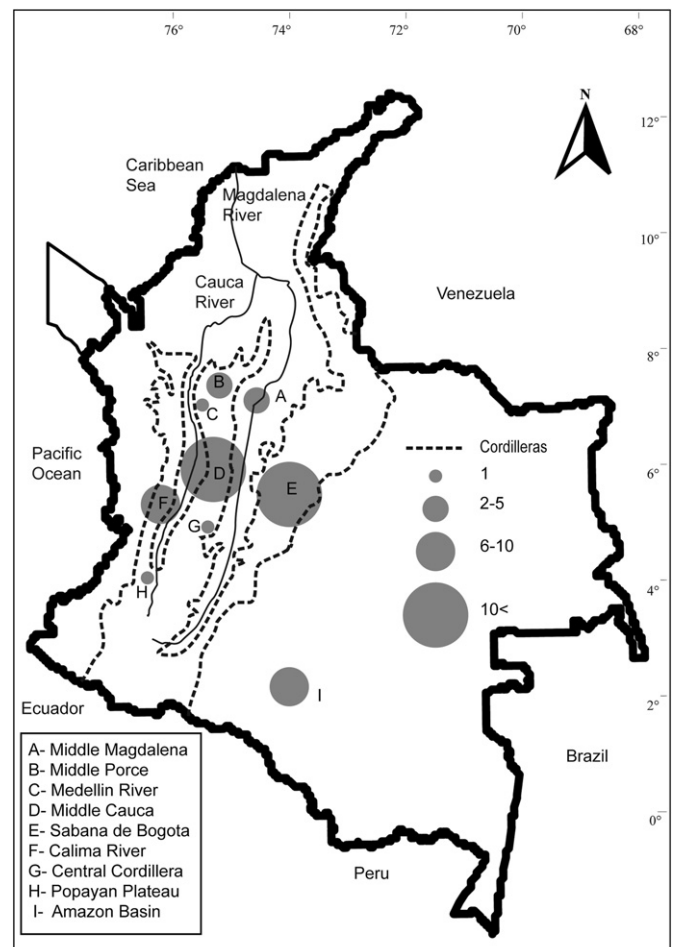 76°
74°
72°
70°
68°
N
12°
10°
8°
6°
4°
2°
0°
Caribbean
Sea
Magdalena
River
Cauca
River
Venezuela
Pacific
Ocean
B
A
C
D
E
F
G
H
I
Cordilleras
1
2-5
6-10
10<
Ecuador
Brazil
Peru
A- Middle Magdalena
B- Middle Porce
C- Medellin River
D- Middle Cauca
E- Sabana de Bogota
F- Calima River
G- Central Cordillera
H- Popayan Plateau
I- Amazon Basin